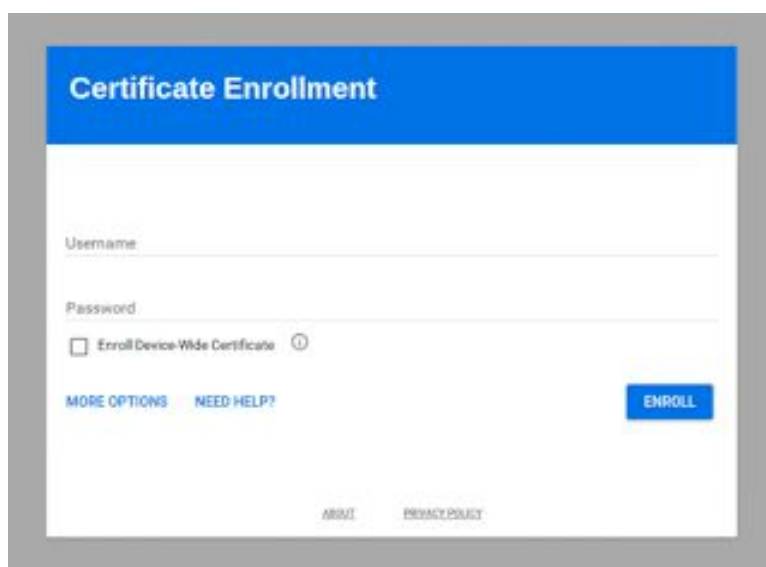 Certificate Enrollment
Username
Password
Enroll Device-Wide Certificate
MORE OPTIONS NEED HELP?
ENROLL
ABOUT PRIVACY POLICY